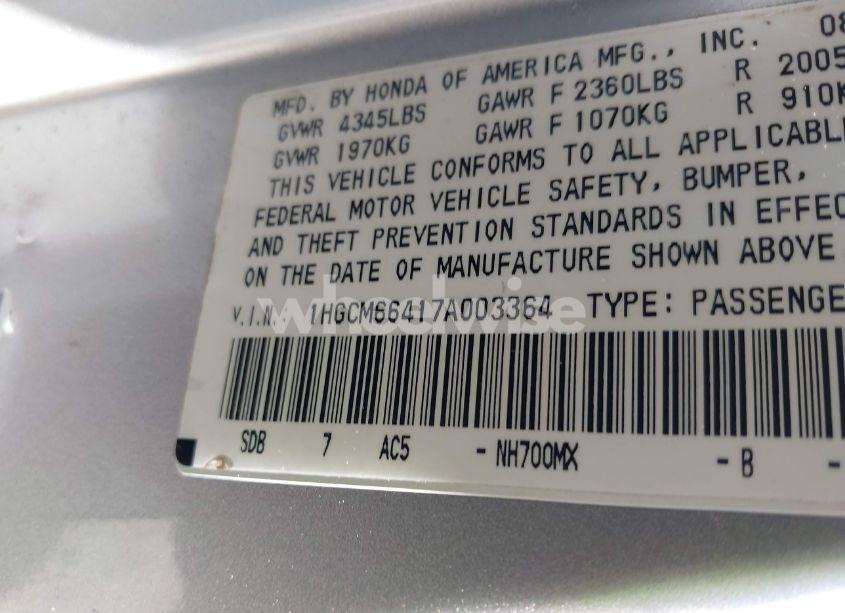 MFD. BY HONDA OF AMERICA MFG., INC. 08
GVWR 4345LBS GAWR F 2360LBS R 2005
GVWR 1970KG GAWR F 1070KG R 910K
THIS VEHICLE CONFORMS TO ALL APPLICABLE
FEDERAL MOTOR VEHICLE SAFETY, BUMPER,
AND THEFT PREVENTION STANDARDS IN EFFEC
ON THE DATE OF MANUFACTURE SHOWN ABOVE
V.I.N. 1HGCM66417A003364 TYPE: PASSENGE
wheelwise
SDB 7 AC5 - NH700MX - B -